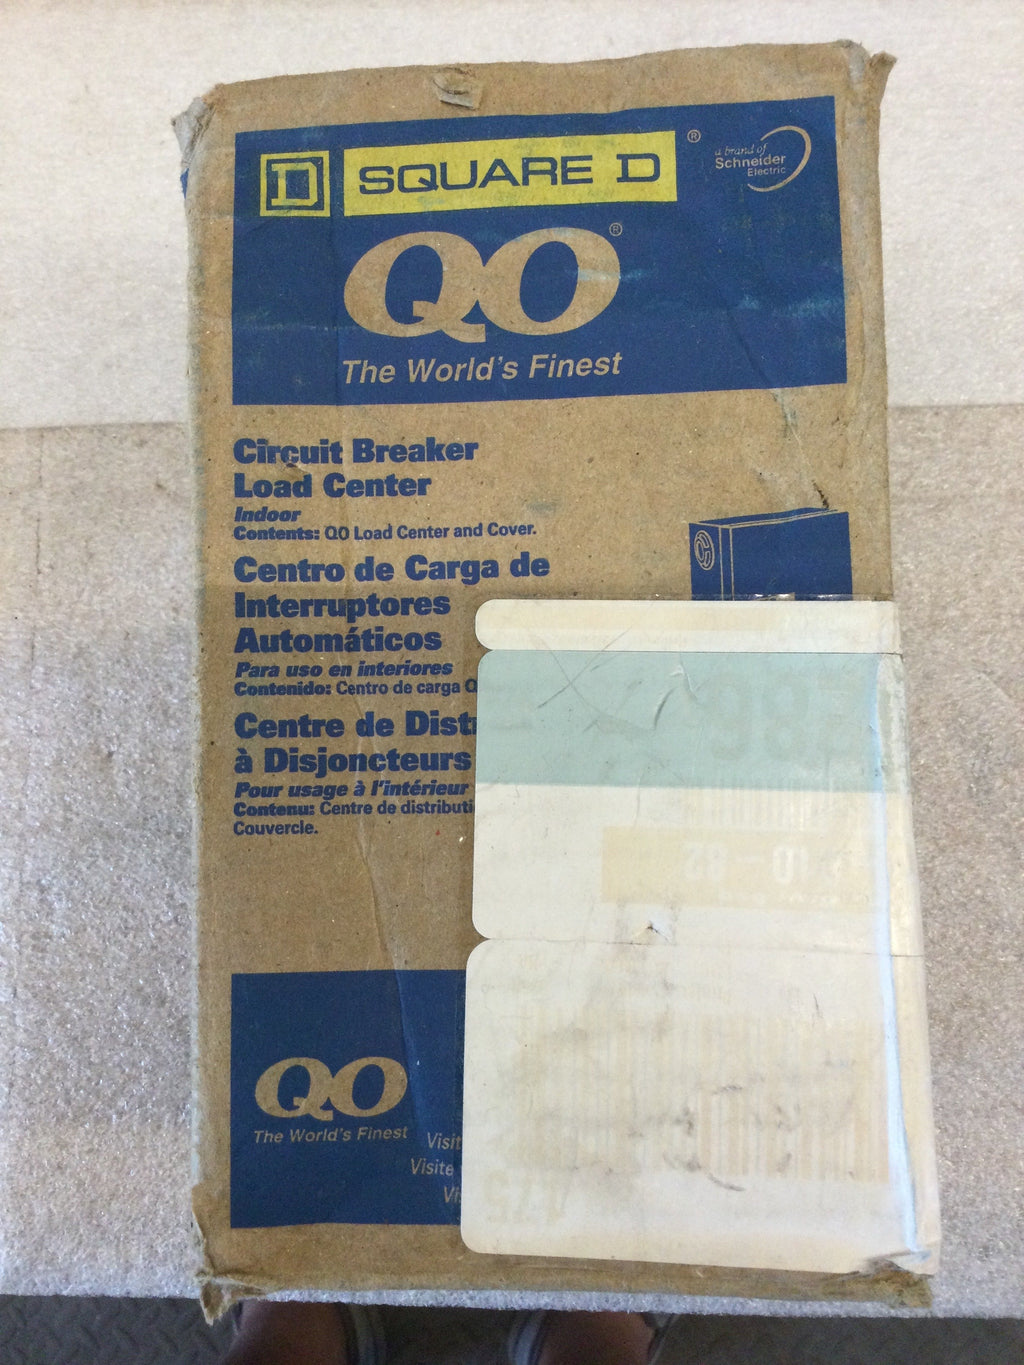 D SQUARE D ®
a brand of
Schneider
Electric
QO ®
The World's Finest
Circuit Breaker
Load Center
Indoor
Contents: QO Load Center and Cover.
Centro de Carga de
Interruptores
Automáticos
Para uso en interiores
Contenido: Centro de carga Q
Centre de Distr
à Disjoncteurs
Pour usage à l'intérieur
Contenu: Centre de distributi
Couvercle.
QO
The World's Finest
Visit
Visite
Vi